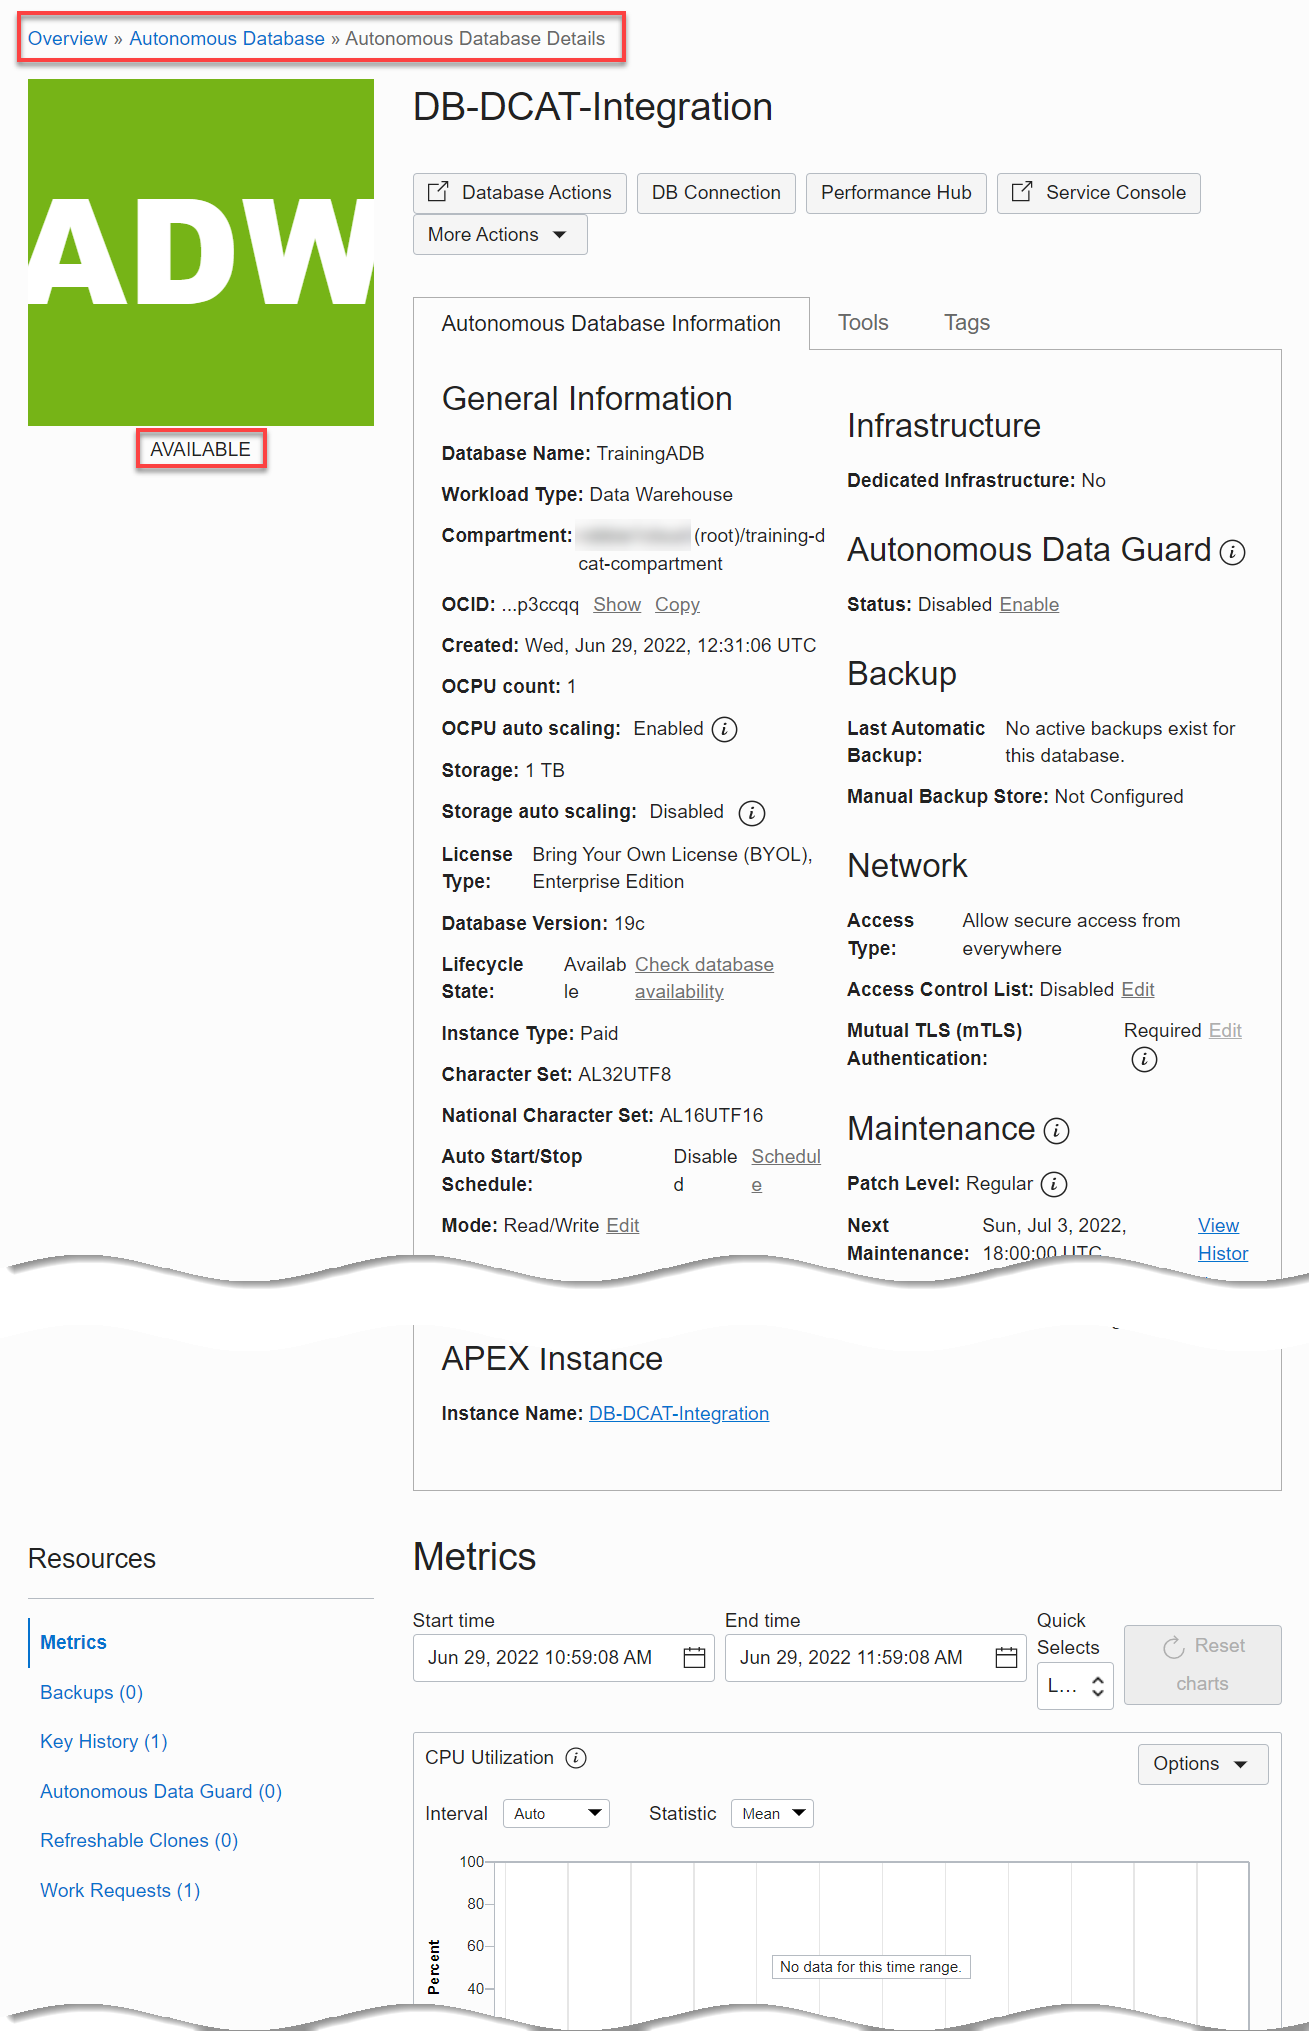 Overview » Autonomous Database » Autonomous Database Details
ADW
AVAILABLE
DB-DCAT-Integration
Database Actions
DB Connection
Performance Hub
Service Console
More Actions
Autonomous Database Information
Tools
Tags
General Information
Database Name: TrainingADB
Workload Type: Data Warehouse
Compartment: (root)/training-d
cat-compartment
OCID: ...p3ccqq Show Copy
Created: Wed, Jun 29, 2022, 12:31:06 UTC
OCPU count: 1
OCPU auto scaling: Enabled
Storage: 1 TB
Storage auto scaling: Disabled
License Bring Your Own License (BYOL),
Type: Enterprise Edition
Database Version: 19c
Lifecycle Availab Check database
State: le availability
Instance Type: Paid
Character Set: AL32UTF8
National Character Set: AL16UTF16
Auto Start/Stop Disable Schedul
Schedule: d e
Mode: Read/Write Edit
Infrastructure
Dedicated Infrastructure: No
Autonomous Data Guard
Status: Disabled Enable
Backup
Last Automatic No active backups exist for
Backup: this database.
Manual Backup Store: Not Configured
Network
Access Allow secure access from
Type: everywhere
Access Control List: Disabled Edit
Mutual TLS (mTLS) Required Edit
Authentication:
Maintenance
Patch Level: Regular
Next Sun, Jul 3, 2022, View
Maintenance: 18:00:00 UTC Histor
APEX Instance
Instance Name: DB-DCAT-Integration
Resources
Metrics
Backups (0)
Key History (1)
Autonomous Data Guard (0)
Refreshable Clones (0)
Work Requests (1)
Metrics
Start time
Jun 29, 2022 10:59:08 AM
End time
Jun 29, 2022 11:59:08 AM
Quick
Selects
L...
Reset
charts
CPU Utilization
Options
Interval Auto Statistic Mean
100
80
60
40
Percent
No data for this time range.